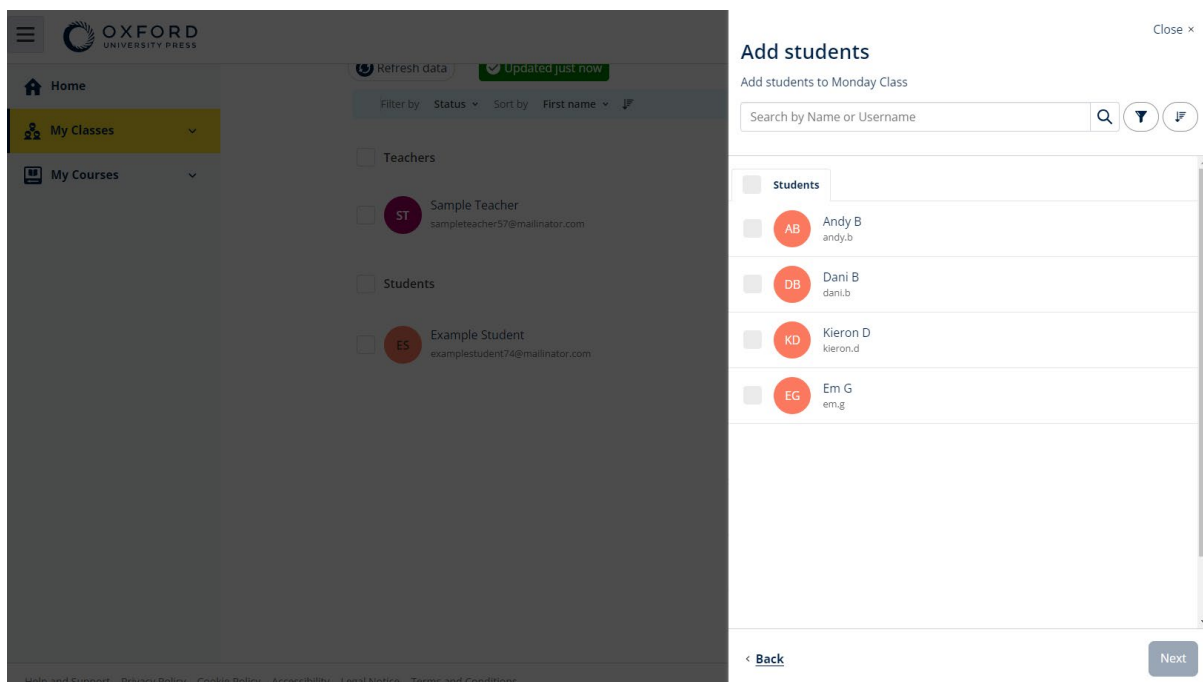 OXFORD
UNIVERSITY PRESS
Home
My Classes
My Courses
Refresh data
Updated just now
Filter by Status Sort by First name
Teachers
ST
Sample Teacher
sampleteacher57@mailinator.com
Students
ES
Example Student
examplestudent74@mailinator.com
Help and Support Privacy Policy Cookie Policy Accessibility Legal Notice Terms and Conditions
Close ×
Add students
Add students to Monday Class
Search by Name or Username
Students
AB
Andy B
andy.b
DB
Dani B
dani.b
KD
Kieron D
kieron.d
EG
Em G
em.g
< Back
Next